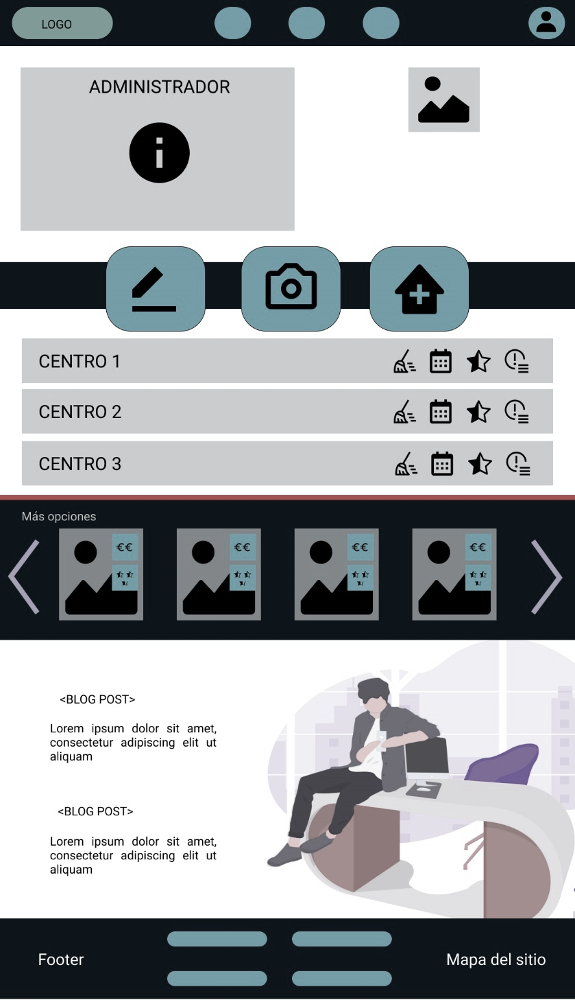 LOGO
ADMINISTRADOR
CENTRO 1
CENTRO 2
CENTRO 3
Más opciones
€€
€€
€€
€€
<BLOG POST>
Lorem ipsum dolor sit amet,
consectetur adipiscing elit ut
aliquam
<BLOG POST>
Lorem ipsum dolor sit amet,
consectetur adipiscing elit ut
aliquam
Footer
Mapa del sitio